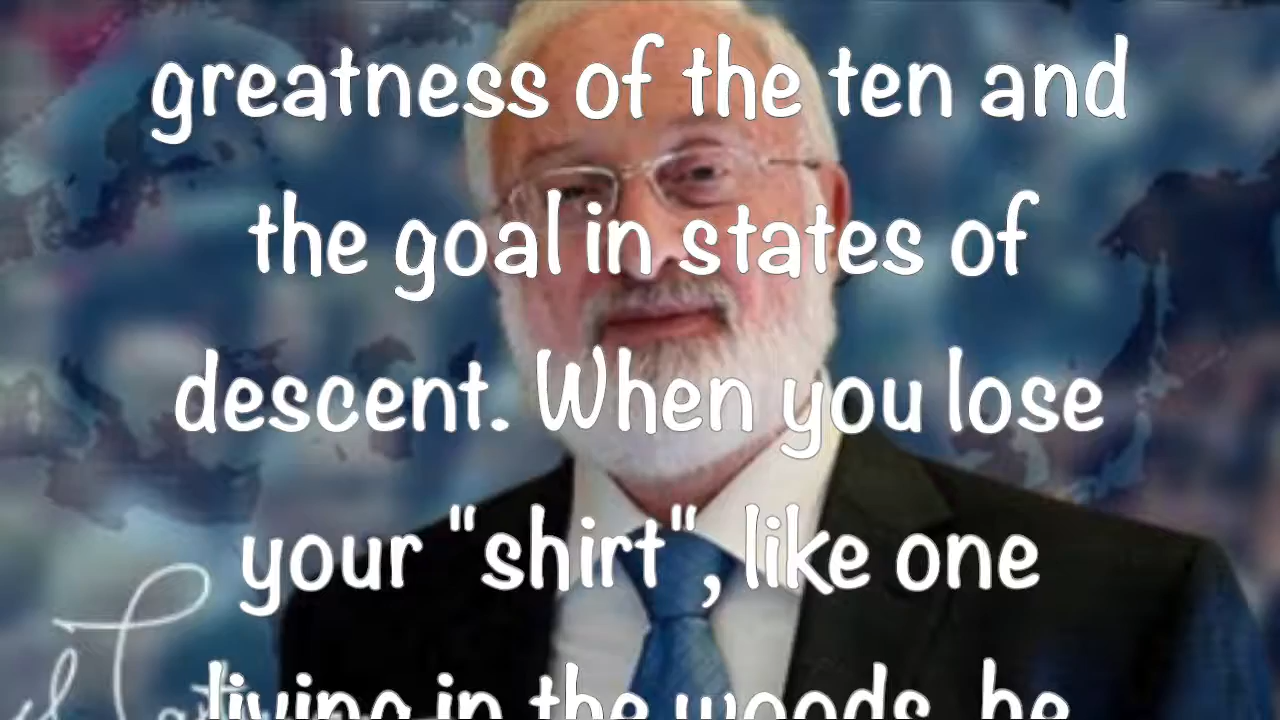 greatness of the ten and
the goal in states of
descent. When you lose
your "shirt", like one
living in the woods, he